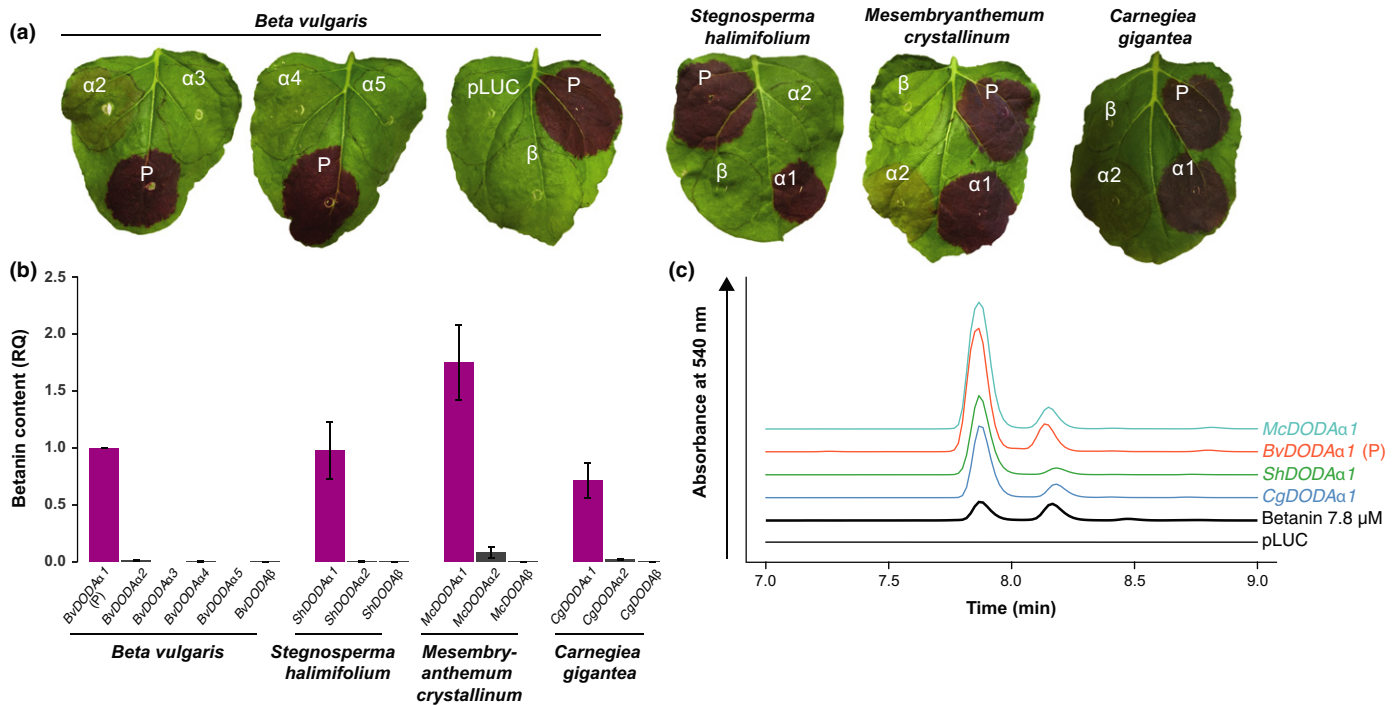 (a)
Beta vulgaris
Stegnosperma
halimifolium
Mesembryanthemum
crystallinum
Carnegiea
gigantea
α2
α3
P
α4
α5
P
pLUC
P
β
P
α2
β
α1
β
P
α2
α1
β
P
α2
α1
(b)
Betanin content (RQ)
2.5
2.0
1.5
1.0
0.5
0.0
BvDODAα1
(P)
BvDODAα2
BvDODAα3
BvDODAα4
BvDODAα5
BvDODAβ
ShDODAα1
ShDODAα2
ShDODAβ
McDODAα1
McDODAα2
McDODAβ
CgDODAα1
CgDODAα2
CgDODAβ
Beta vulgaris
Stegnosperma
halimifolium
Mesembry-
anthemum
crystallinum
Carnegiea
gigantea
(c)
Absorbance at 540 nm
McDODAα1
BvDODAα1 (P)
ShDODAα1
CgDODAα1
Betanin 7.8 µM
pLUC
7.0 7.5 8.0 8.5 9.0
Time (min)